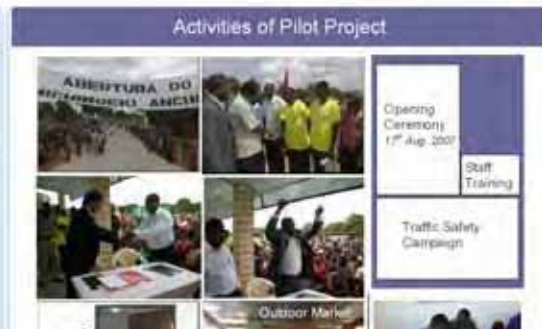 Activities of Pilot Project
ABERTURA DO
Opening
Ceremony
17th Aug. 2007
Staff
Training
Traffic Safety
Campaign
Outdoor Market